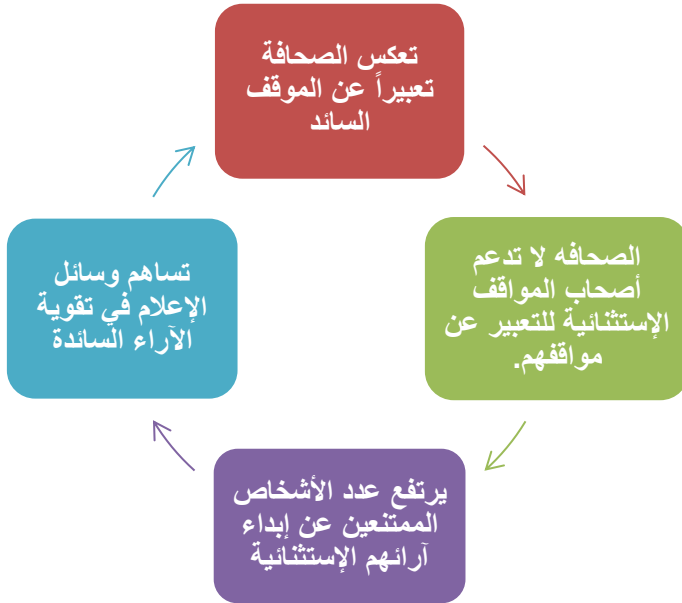 تعكس الصحافة
تعبيراً عن الموقف
السائد
الصحافه لا تدعم
أصحاب المواقف
الإستثنائية للتعبير عن
مواقفهم.
يرتفع عدد الأشخاص
الممتنعين عن إبداء
آرائهم الإستثنائية
تساهم وسائل
الإعلام في تقوية
الآراء السائدة